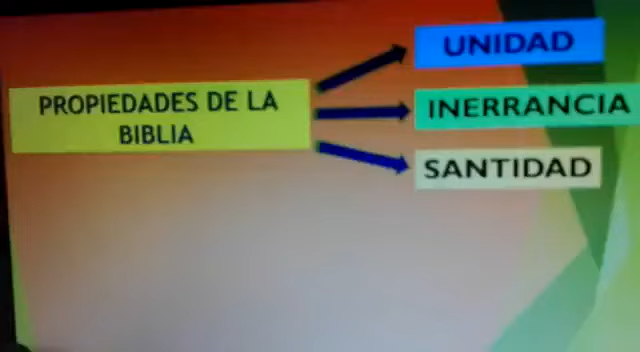 PROPIEDADES DE LA
BIBLIA
UNIDAD
INERRANCIA
SANTIDAD